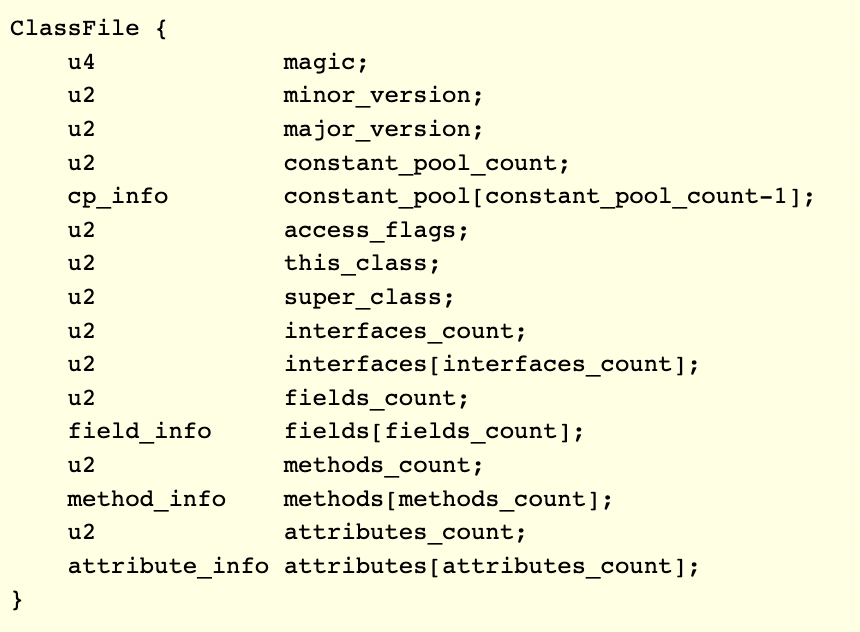 ClassFile {
    u4             magic;
    u2             minor_version;
    u2             major_version;
    u2             constant_pool_count;
    cp_info        constant_pool[constant_pool_count-1];
    u2             access_flags;
    u2             this_class;
    u2             super_class;
    u2             interfaces_count;
    u2             interfaces[interfaces_count];
    u2             fields_count;
    field_info     fields[fields_count];
    u2             methods_count;
    method_info    methods[methods_count];
    u2             attributes_count;
    attribute_info attributes[attributes_count];
}